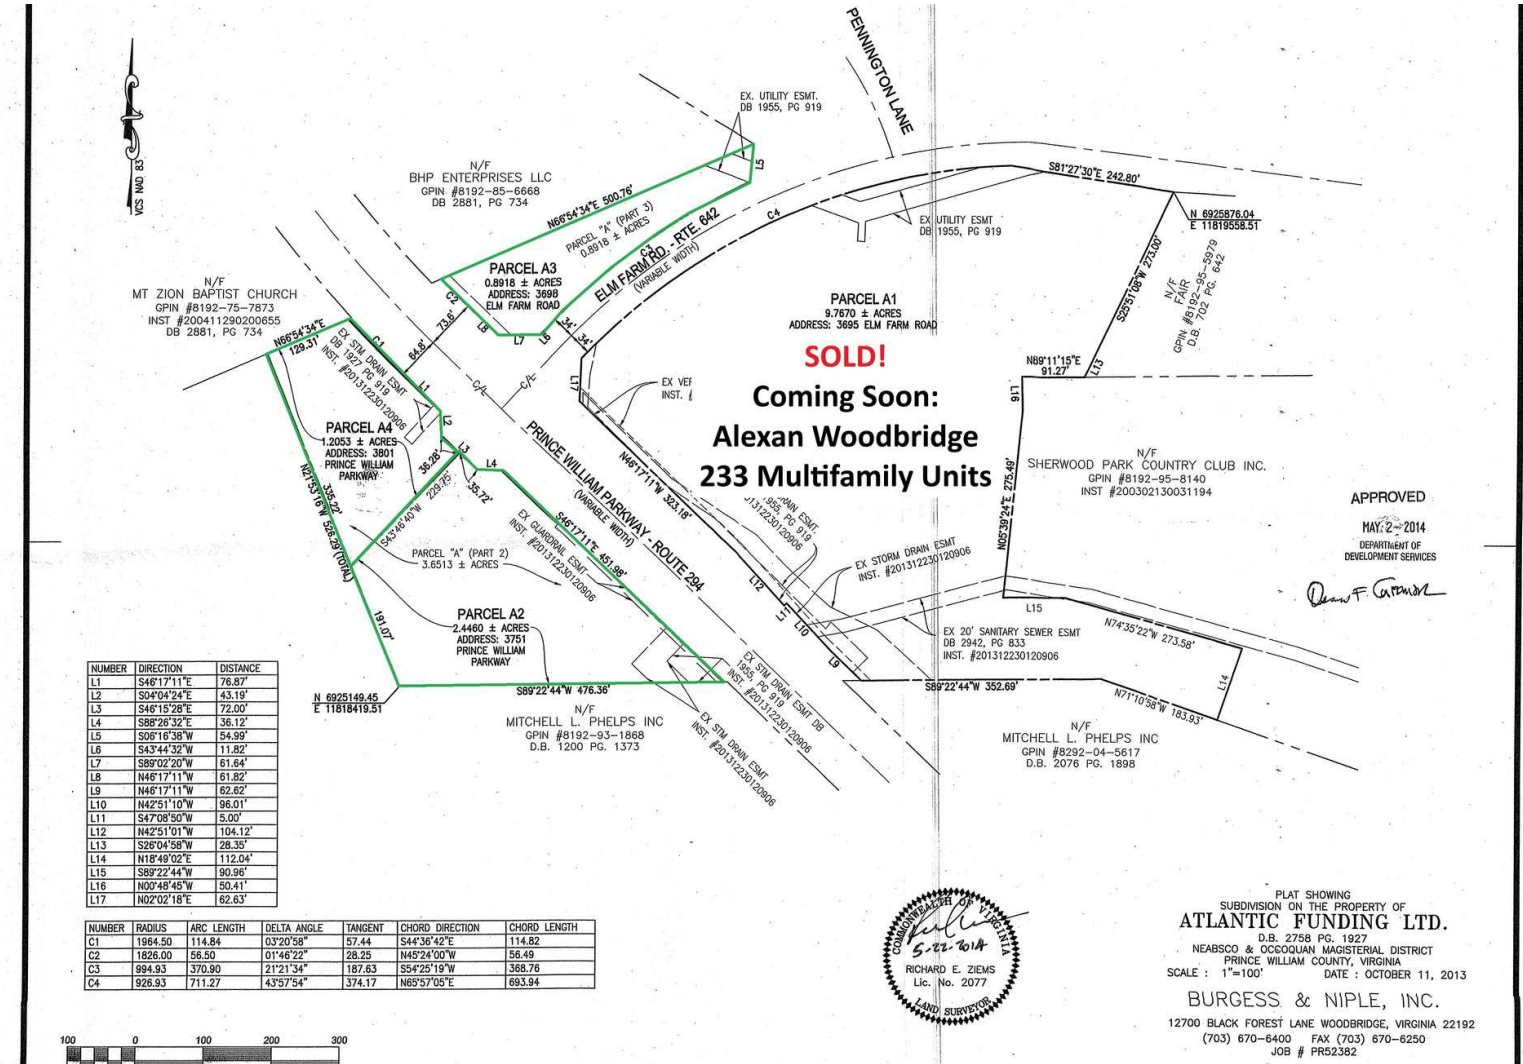 PENNINGTON LANE
EX. UTILITY ESMT.
DB 1955, PG 919
VCS NAD 83
N/F
BHP ENTERPRISES LLC
GPIN #8192-85-6668
DB 2881, PG 734
N66°54'34"E 500.76'
L5
PARCEL "A" (PART 3)
0.8918 ± ACRES
S81°27'30"E 242.80'
C4
EX UTILITY ESMT
DB 1955, PG 919
N 6925876.04
E 11819558.51
PARCEL A3
0.8918 ± ACRES
ADDRESS: 3698
ELM FARM ROAD
C3
ELM FARM RD. - RTE. 642
(VARIABLE WIDTH)
S25°51'08"W 273.00'
N/F
FAIR
GPIN #8192-95-5979
D.B. 702 PG. 642
N/F
MT ZION BAPTIST CHURCH
GPIN #8192-75-7873
INST #200411290200655
DB 2881, PG 734
C2
73.6'
L8
L7
L6
34'
34'
PARCEL A1
9.7670 ± ACRES
ADDRESS: 3695 ELM FARM ROAD
N66°54'34"E
129.31'
C1
64.8'
EX STM DRAIN ESMT
DB 1927 PG 919
INST. #201312230120906
L1
C/L
C/L
L17
EX VEF
INST. #
SOLD!
Coming Soon:
Alexan Woodbridge
233 Multifamily Units
N89°11'15"E
91.27'
L13
L16
L2
L3
PARCEL A4
1.2053 ± ACRES
ADDRESS: 3801
PRINCE WILLIAM
PARKWAY
36.28'
L4
35.72'
PRINCE WILLIAM PARKWAY - ROUTE 294
(VARIABLE WIDTH)
N46°17'11"W 323.18'
N/F
SHERWOOD PARK COUNTRY CLUB INC.
GPIN #8192-95-8140
INST #200302130031194
N05°39'24"E 275.49'
335.22'
N21°53'16"W 526.29'(TOTAL)
S43°46'40"W 229.75'
S46°17'11"E 451.98'
EX GUARDRAIL ESMT
INST. #201312230120906
RAIN ESMT.
1955, PG 919
01312230120906
APPROVED
MAY 2 - 2014
DEPARTMENT OF
DEVELOPMENT SERVICES
PARCEL "A" (PART 2)
3.6513 ± ACRES
EX STORM DRAIN ESMT
INST. #201312230120906
L12
L11
L10
L9
L15
PARCEL A2
2.4460 ± ACRES
ADDRESS: 3751
PRINCE WILLIAM
PARKWAY
191.07'
EX 20' SANITARY SEWER ESMT
DB 2942, PG 833
INST. #201312230120906
N74°35'22"W 273.58'
L14
N 6925149.45
E 11818419.51
S89°22'44"W 476.36'
S89°22'44"W 352.69'
N71°10'58"W 183.93'
N/F
MITCHELL L. PHELPS INC
GPIN #8192-93-1868
D.B. 1200 PG. 1373
EX STM DRAIN ESMT DB
1955, PG 919
INST. #201312230120906
EX STM DRAIN ESMT
INST. #201312230120906
N/F
MITCHELL L. PHELPS INC
GPIN #8292-04-5617
D.B. 2076 PG. 1898
NUMBER DIRECTION DISTANCE
L1 S46°17'11"E 76.87'
L2 S04°04'24"E 43.19'
L3 S46°15'28"E 72.00'
L4 S88°26'32"E 36.12'
L5 S06°16'38"W 54.99'
L6 S43°44'32"W 11.82'
L7 S89°02'20"W 61.64'
L8 N46°17'11"W 61.82'
L9 N46°17'11"W 62.62'
L10 N42°51'10"W 96.01'
L11 S47°08'50"W 5.00'
L12 N42°51'01"W 104.12'
L13 S26°04'58"W 28.35'
L14 N18°49'02"E 112.04'
L15 S89°22'44"W 90.96'
L16 N00°48'45"W 50.41'
L17 N02°02'18"E 62.63'
NUMBER RADIUS ARC LENGTH DELTA ANGLE TANGENT CHORD DIRECTION CHORD LENGTH
C1 1964.50 114.84 03°20'58" 57.44 S44°36'42"E 114.82
C2 1826.00 56.50 01°46'22" 28.25 N45°24'00"W 56.49
C3 994.93 370.90 21°21'34" 187.63 S54°25'19"W 368.76
C4 926.93 711.27 43°57'54" 374.17 N65°57'05"E 693.94
COMMONWEALTH OF VIRGINIA
5-22-2014
RICHARD E. ZIEMS
Lic. No. 2077
LAND SURVEYOR
PLAT SHOWING
SUBDIVISION ON THE PROPERTY OF
ATLANTIC FUNDING LTD.
D.B. 2758 PG. 1927
NEABSCO & OCCOQUAN MAGISTERIAL DISTRICT
PRINCE WILLIAM COUNTY, VIRGINIA
SCALE : 1"=100' DATE : OCTOBER 11, 2013
BURGESS & NIPLE, INC.
12700 BLACK FOREST LANE WOODBRIDGE, VIRGINIA 22192
(703) 670-6400 FAX (703) 670-6250
JOB # PR52382
100 0 100 200 300